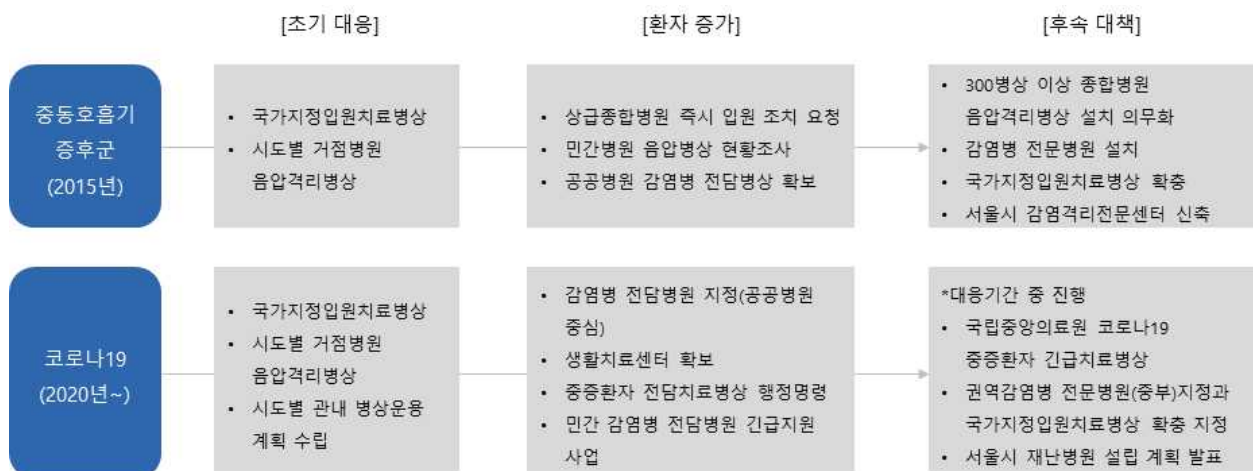 [초기 대응]
[환자 증가]
[후속 대책]
중동호흡기
증후군
(2015년)
• 국가지정입원치료병상
• 시도별 거점병원
음압격리병상
• 상급종합병원 즉시 입원 조치 요청
• 민간병원 음압병상 현황조사
• 공공병원 감염병 전담병상 확보
• 300병상 이상 종합병원
음압격리병상 설치 의무화
• 감염병 전문병원 설치
• 국가지정입원치료병상 확충
• 서울시 감염격리전문센터 신축
코로나19
(2020년~)
• 국가지정입원치료병상
• 시도별 거점병원
음압격리병상
• 시도별 관내 병상운용
계획 수립
• 감염병 전담병원 지정(공공병원
중심)
• 생활치료센터 확보
• 중증환자 전담치료병상 행정명령
• 민간 감염병 전담병원 긴급지원
사업
*대응기간 중 진행
• 국립중앙의료원 코로나19
중증환자 긴급치료병상
• 권역감염병 전문병원(중부)지정과
국가지정입원치료병상 확충 지정
• 서울시 재난병원 설립 계획 발표